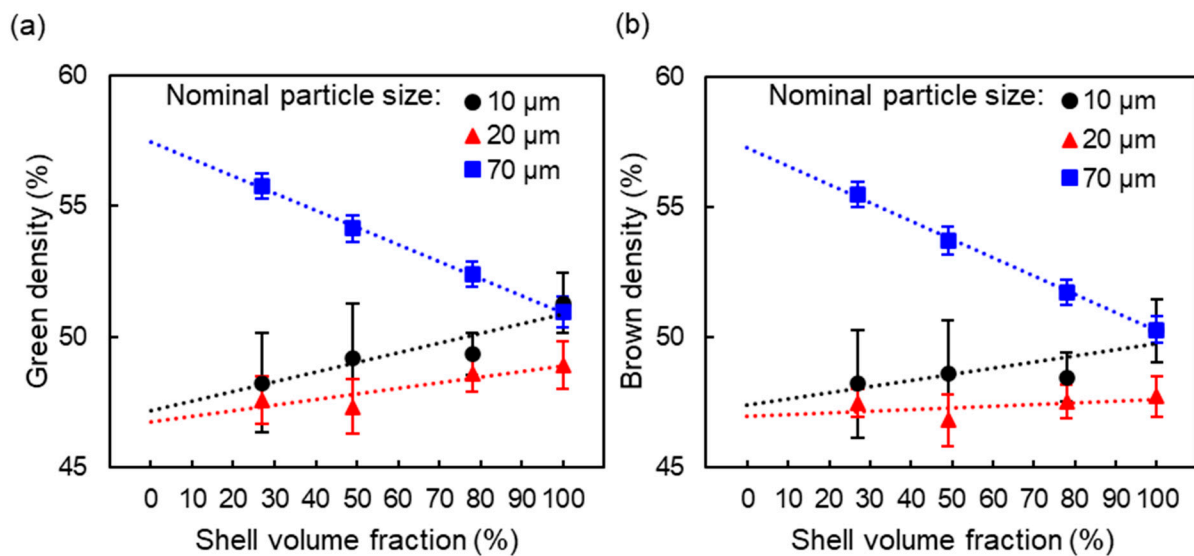 (a)
Green density (%)
60
55
50
45
Nominal particle size:
10 µm
20 µm
70 µm
0 10 20 30 40 50 60 70 80 90 100
Shell volume fraction (%)
(b)
Brown density (%)
60
55
50
45
Nominal particle size:
10 µm
20 µm
70 µm
0 10 20 30 40 50 60 70 80 90 100
Shell volume fraction (%)